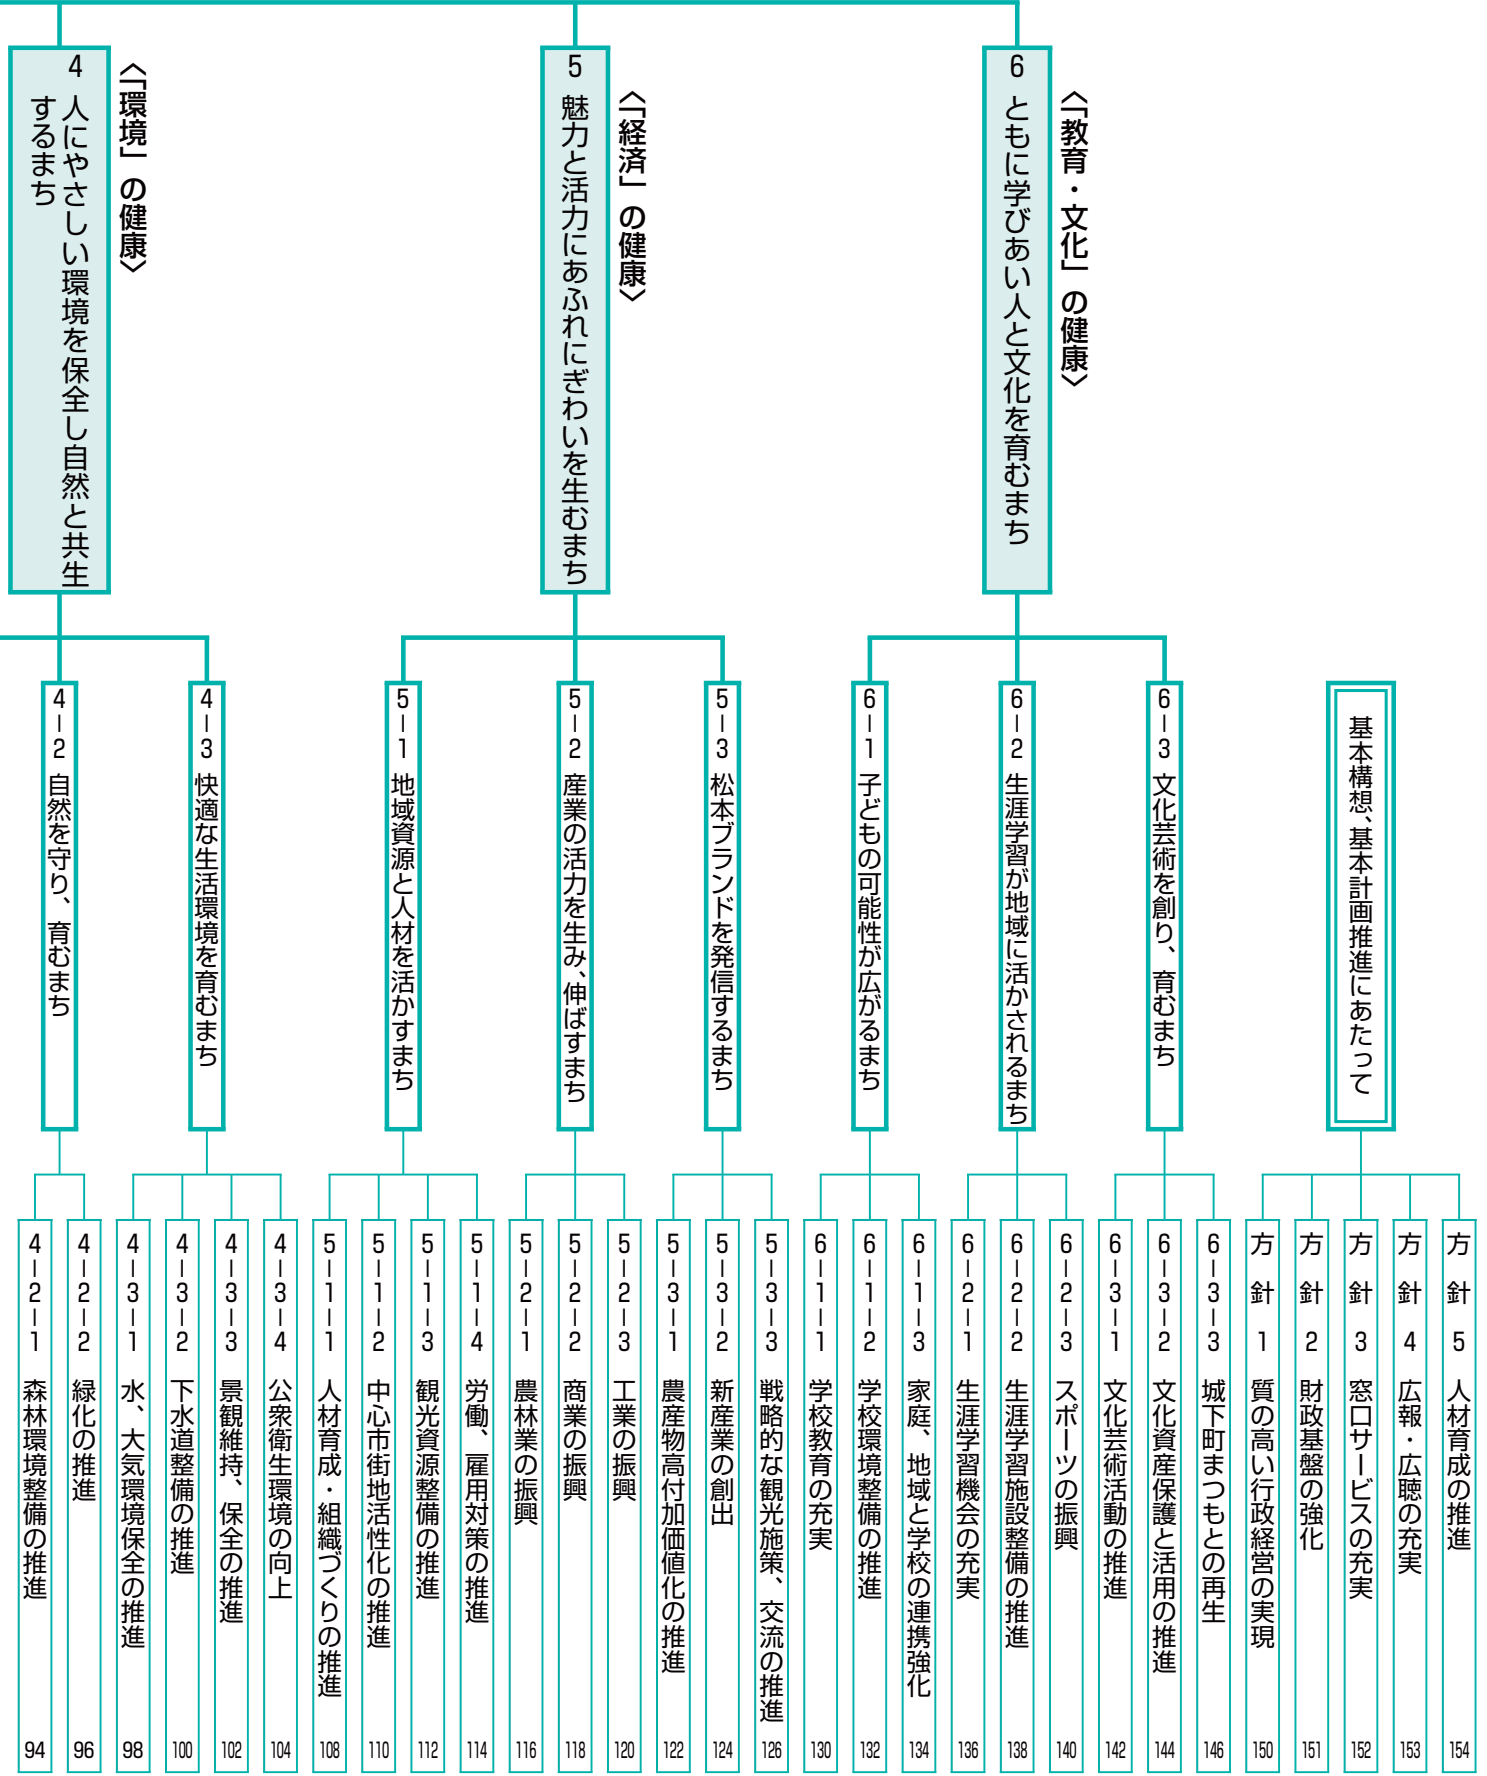 〈「環境」の健康〉
4 人にやさしい環境を保全し自然と共生
するまち
〈「経済」の健康〉
5 魅力と活力にあふれにぎわいを生むまち
〈「教育・文化」の健康〉
6 ともに学びあい人と文化を育むまち
4－2 自然を守り、育むまち
4－3 快適な生活環境を育むまち
5－1 地域資源と人材を活かすまち
5－2 産業の活力を生み、伸ばすまち
5－3 松本ブランドを発信するまち
6－1 子どもの可能性が広がるまち
6－2 生涯学習が地域に活かされるまち
6－3 文化芸術を創り、育むまち
基本構想、基本計画推進にあたって
4－2－1 森林環境整備の推進 94
4－2－2 緑化の推進 96
4－3－1 水、大気環境保全の推進 98
4－3－2 下水道整備の推進 100
4－3－3 景観維持、保全の推進 102
4－3－4 公衆衛生環境の向上 104
5－1－1 人材育成・組織づくりの推進 108
5－1－2 中心市街地活性化の推進 110
5－1－3 観光資源整備の推進 112
5－1－4 労働、雇用対策の推進 114
5－2－1 農林業の振興 116
5－2－2 商業の振興 118
5－2－3 工業の振興 120
5－3－1 農産物高付加価値化の推進 122
5－3－2 新産業の創出 124
5－3－3 戦略的な観光施策、交流の推進 126
6－1－1 学校教育の充実 130
6－1－2 学校環境整備の推進 132
6－1－3 家庭、地域と学校の連携強化 134
6－2－1 生涯学習機会の充実 136
6－2－2 生涯学習施設整備の推進 138
6－2－3 スポーツの振興 140
6－3－1 文化芸術活動の推進 142
6－3－2 文化資産保護と活用の推進 144
6－3－3 城下町まつもとの再生 146
方針 1 質の高い行政経営の実現 150
方針 2 財政基盤の強化 151
方針 3 窓口サービスの充実 152
方針 4 広報・広聴の充実 153
方針 5 人材育成の推進 154